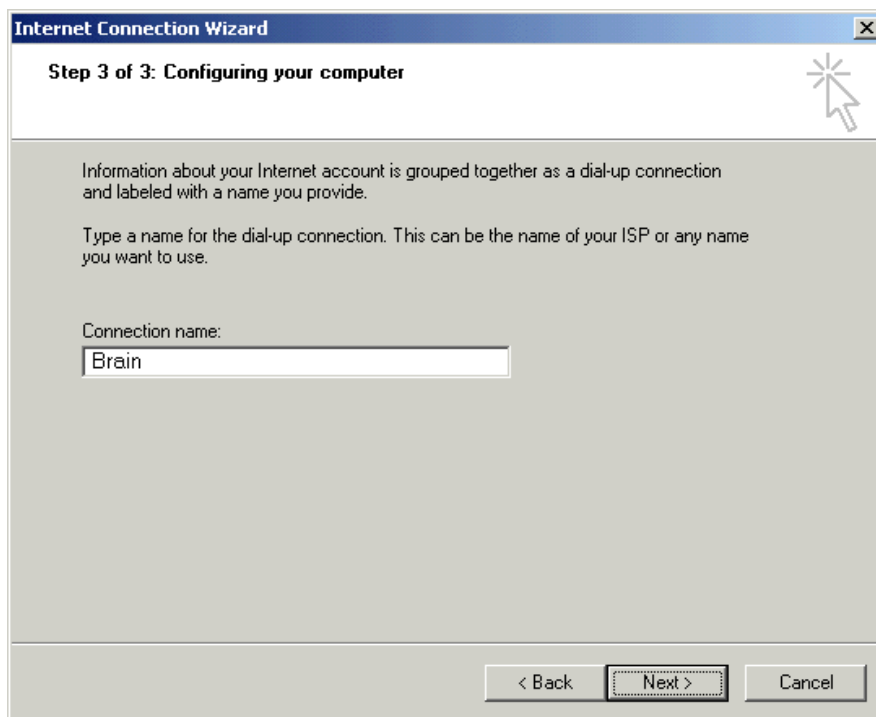 Internet Connection Wizard
Step 3 of 3: Configuring your computer
Information about your Internet account is grouped together as a dial-up connection
and labeled with a name you provide.
Type a name for the dial-up connection. This can be the name of your ISP or any name
you want to use.
Connection name:
Brain
< Back Next > Cancel